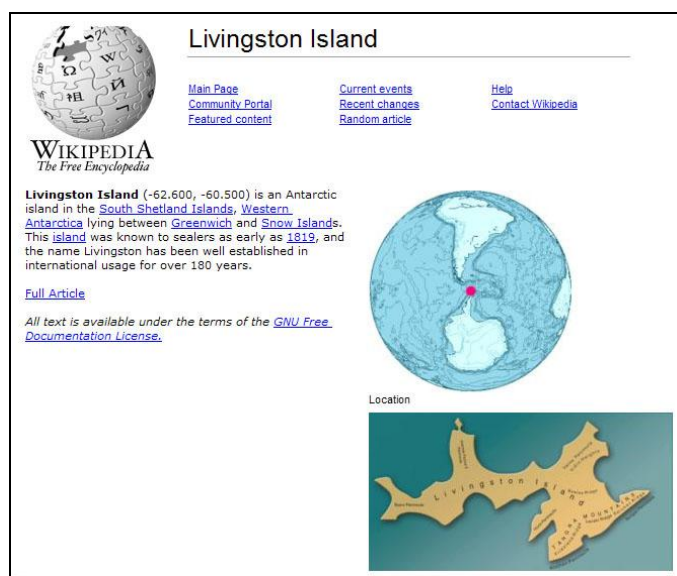 Livingston Island
Main Page
Current events
Help
Community Portal
Recent changes
Contact Wikipedia
Featured content
Random article
WIKIPEDIA
The Free Encyclopedia
Livingston Island (-62.600, -60.500) is an Antarctic
island in the South Shetland Islands, Western
Antarctica lying between Greenwich and Snow Islands.
This island was known to sealers as early as 1819, and
the name Livingston has been well established in
international usage for over 180 years.
Full Article
All text is available under the terms of the GNU Free
Documentation License.
Location
Livingston Island
TANGRA MOUNTAINS